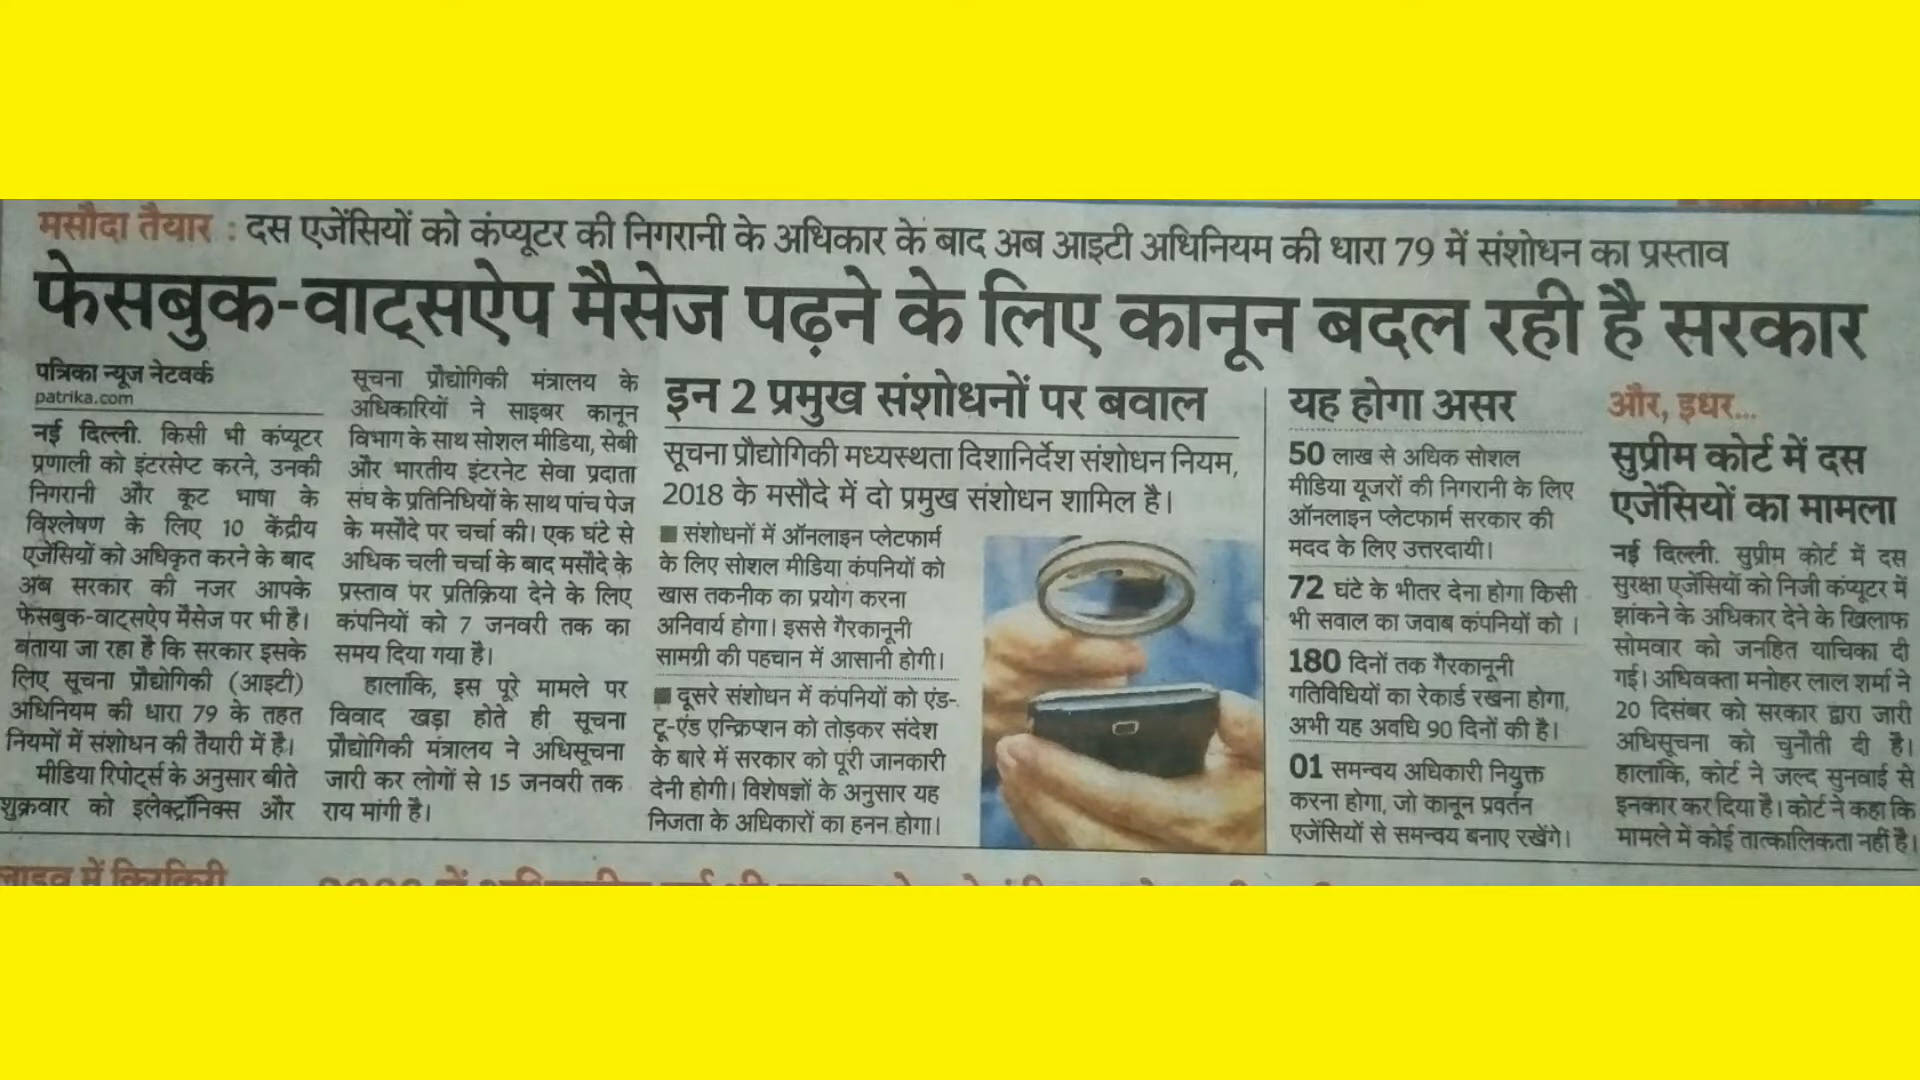 मसौदा तैयार : दस एजेंसियों को कंप्यूटर की निगरानी के अधिकार के बाद अब आइटी अधिनियम की धारा 79 में संशोधन का प्रस्ताव
फेसबुक-वाट्सऐप मैसेज पढ़ने के लिए कानून बदल रही है सरकार
पत्रिका न्यूज नेटवर्क
patrika.com
नई दिल्ली. किसी भी कंप्यूटर
प्रणाली को इंटरसेप्ट करने, उनकी
निगरानी और कूट भाषा के
विश्लेषण के लिए 10 केंद्रीय
एजेंसियों को अधिकृत करने के बाद
अब सरकार की नजर आपके
फेसबुक-वाट्सऐप मैसेज पर भी है।
बताया जा रहा है कि सरकार इसके
लिए सूचना प्रौद्योगिकी (आइटी)
अधिनियम की धारा 79 के तहत
नियमों में संशोधन की तैयारी में है।
मीडिया रिपोर्ट्स के अनुसार बीते
शुक्रवार को इलेक्ट्रॉनिक्स और
सूचना प्रौद्योगिकी मंत्रालय के
अधिकारियों ने साइबर कानून
विभाग के साथ सोशल मीडिया, सेबी
और भारतीय इंटरनेट सेवा प्रदाता
संघ के प्रतिनिधियों के साथ पांच पेज
के मसौदे पर चर्चा की। एक घंटे से
अधिक चली चर्चा के बाद मसौदे के
प्रस्ताव पर प्रतिक्रिया देने के लिए
कंपनियों को 7 जनवरी तक का
समय दिया गया है।
हालांकि, इस पूरे मामले पर
विवाद खड़ा होते ही सूचना
प्रौद्योगिकी मंत्रालय ने अधिसूचना
जारी कर लोगों से 15 जनवरी तक
राय मांगी है।
इन 2 प्रमुख संशोधनों पर बवाल
सूचना प्रौद्योगिकी मध्यस्थता दिशानिर्देश संशोधन नियम,
2018 के मसौदे में दो प्रमुख संशोधन शामिल है।
■ संशोधनों में ऑनलाइन प्लेटफार्म
के लिए सोशल मीडिया कंपनियों को
खास तकनीक का प्रयोग करना
अनिवार्य होगा। इससे गैरकानूनी
सामग्री की पहचान में आसानी होगी।
■ दूसरे संशोधन में कंपनियों को एंड-
टू-एंड एन्क्रिप्शन को तोड़कर संदेश
के बारे में सरकार को पूरी जानकारी
देनी होगी। विशेषज्ञों के अनुसार यह
निजता के अधिकारों का हनन होगा।
यह होगा असर
50 लाख से अधिक सोशल
मीडिया यूजरों की निगरानी के लिए
ऑनलाइन प्लेटफार्म सरकार की
मदद के लिए उत्तरदायी।
72 घंटे के भीतर देना होगा किसी
भी सवाल का जवाब कंपनियों को ।
180 दिनों तक गैरकानूनी
गतिविधियों का रेकार्ड रखना होगा,
अभी यह अवधि 90 दिनों की है।
01 समन्वय अधिकारी नियुक्त
करना होगा, जो कानून प्रवर्तन
एजेंसियों से समन्वय बनाए रखेंगे।
और, इधर...
सुप्रीम कोर्ट में दस
एजेंसियों का मामला
नई दिल्ली. सुप्रीम कोर्ट में दस
सुरक्षा एजेंसियों को निजी कंप्यूटर में
झांकने के अधिकार देने के खिलाफ
सोमवार को जनहित याचिका दी
गई। अधिवक्ता मनोहर लाल शर्मा ने
20 दिसंबर को सरकार द्वारा जारी
अधिसूचना को चुनौती दी है।
हालांकि, कोर्ट ने जल्द सुनवाई से
इनकार कर दिया है। कोर्ट ने कहा कि
मामले में कोई तात्कालिकता नहीं है।
में किरकिरी